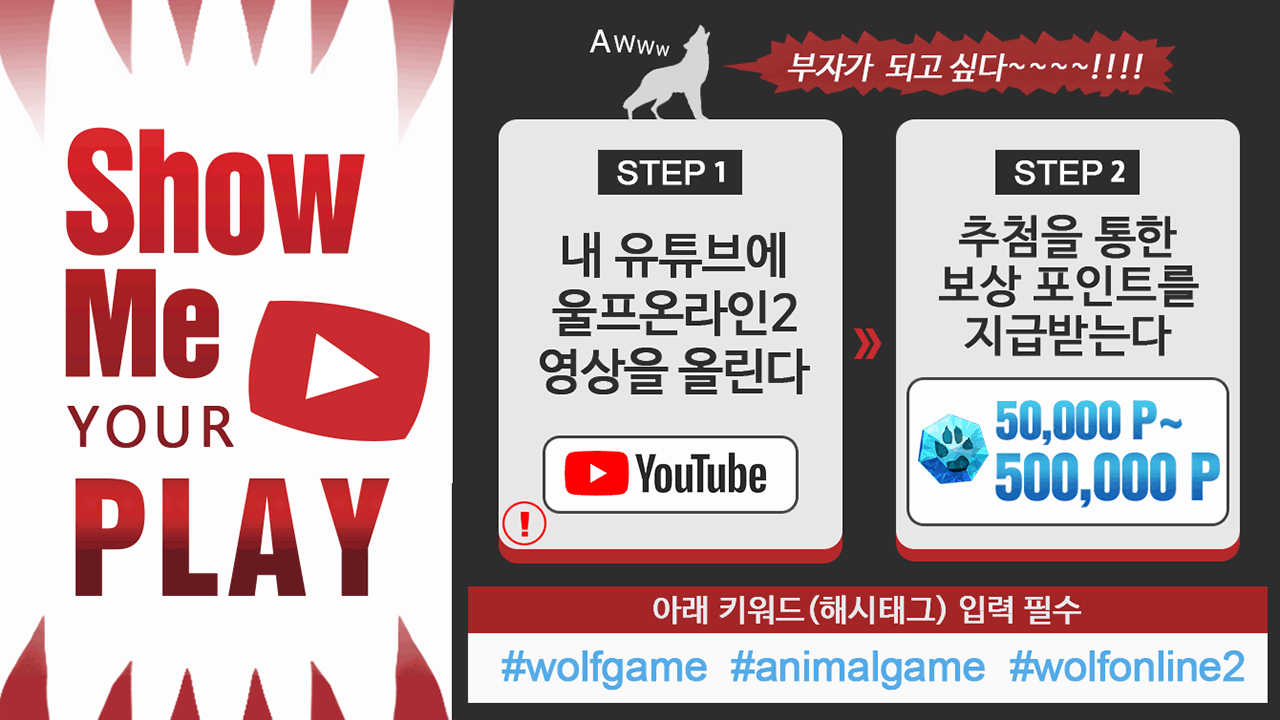 Show
Me
YOUR
PLAY
Awww
부자가 되고 싶다~~~~!!!!
STEP 1
내 유튜브에
울프온라인2
영상을 올린다
YouTube
!
STEP 2
추첨을 통한
보상 포인트를
지급받는다
50,000 P~
500,000 P
아래 키워드(해시태그) 입력 필수
#wolfgame #animalgame #wolfonline2